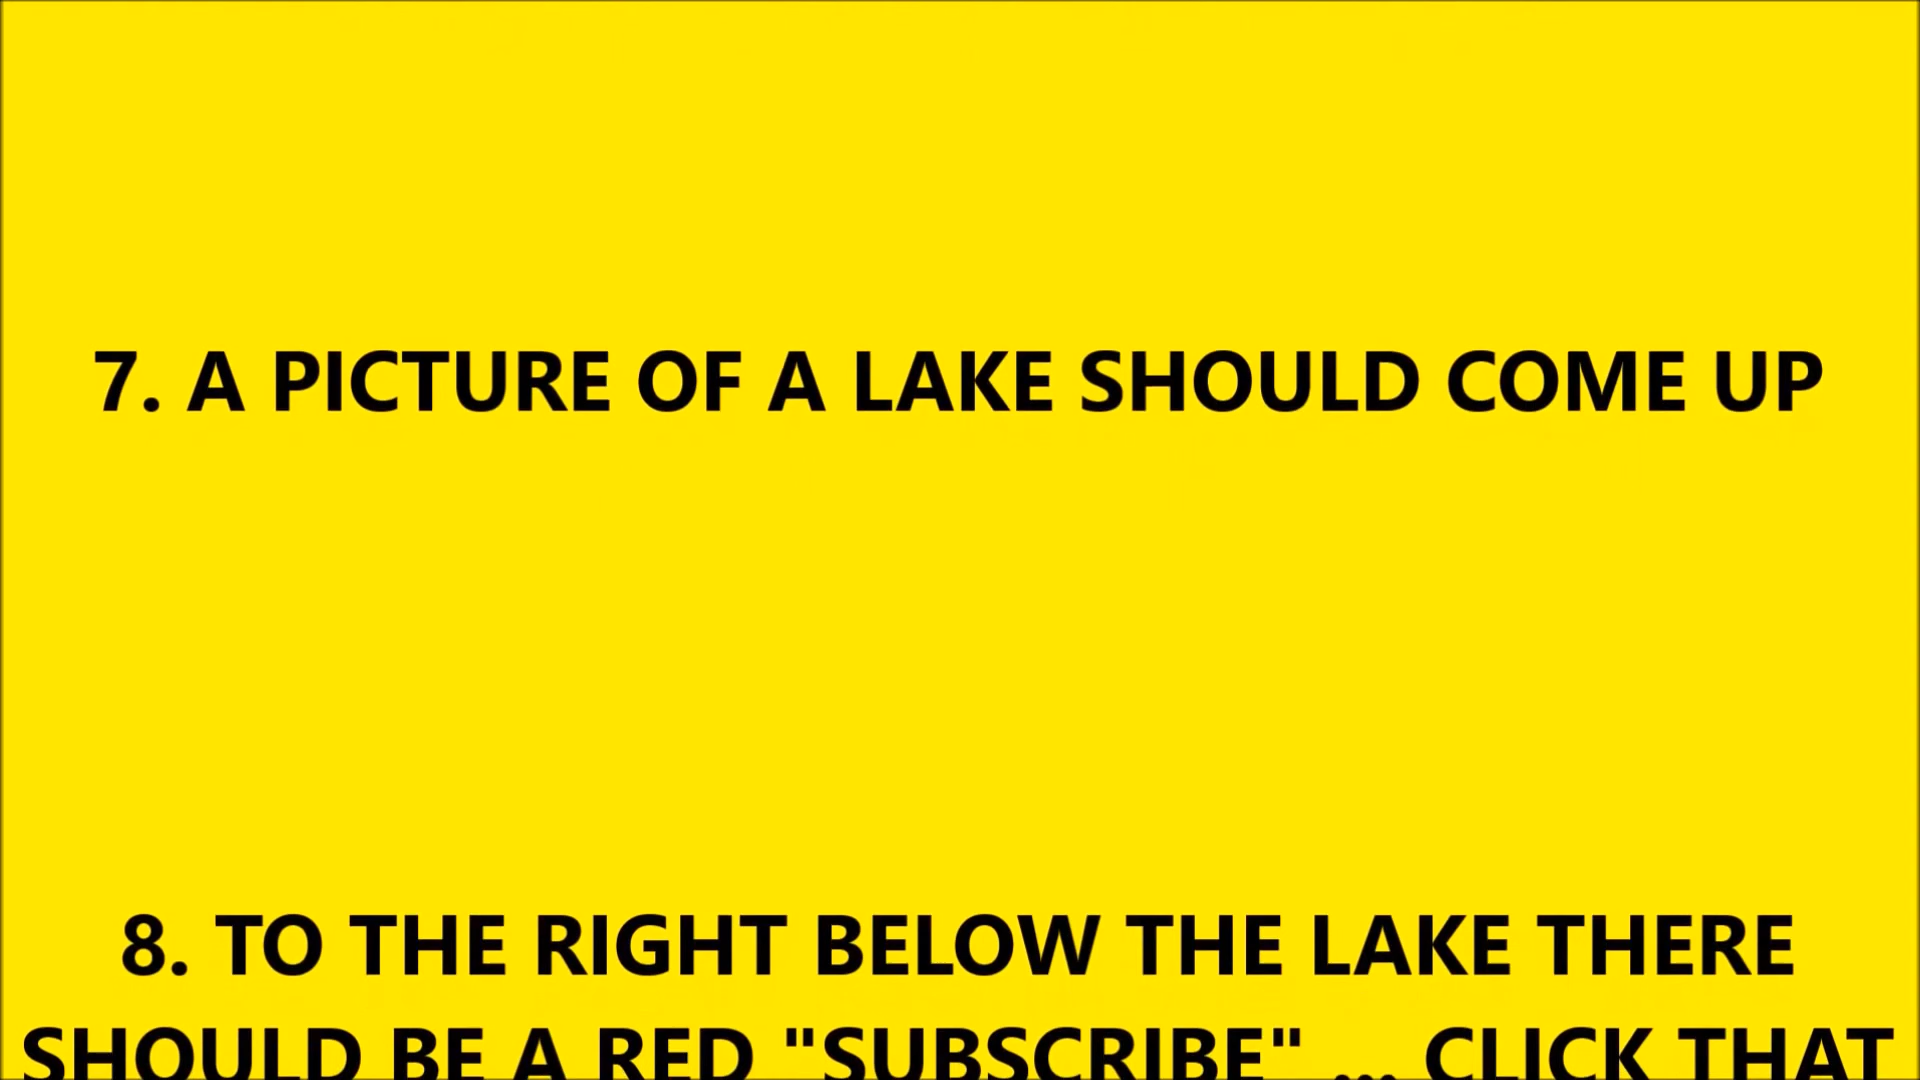 7. A PICTURE OF A LAKE SHOULD COME UP
8. TO THE RIGHT BELOW THE LAKE THERE
SHOULD BE A RED "SUBSCRIBE" ... CLICK THAT